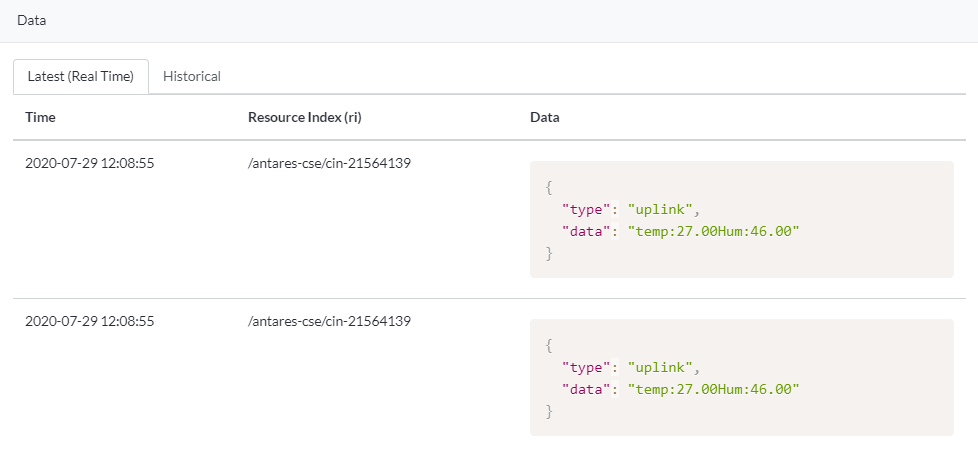 Data
Latest (Real Time) Historical
Time Resource Index (ri) Data
2020-07-29 12:08:55 /antares-cse/cin-21564139
{
"type": "uplink",
"data": "temp:27.00Hum:46.00"
}
2020-07-29 12:08:55 /antares-cse/cin-21564139
{
"type": "uplink",
"data": "temp:27.00Hum:46.00"
}